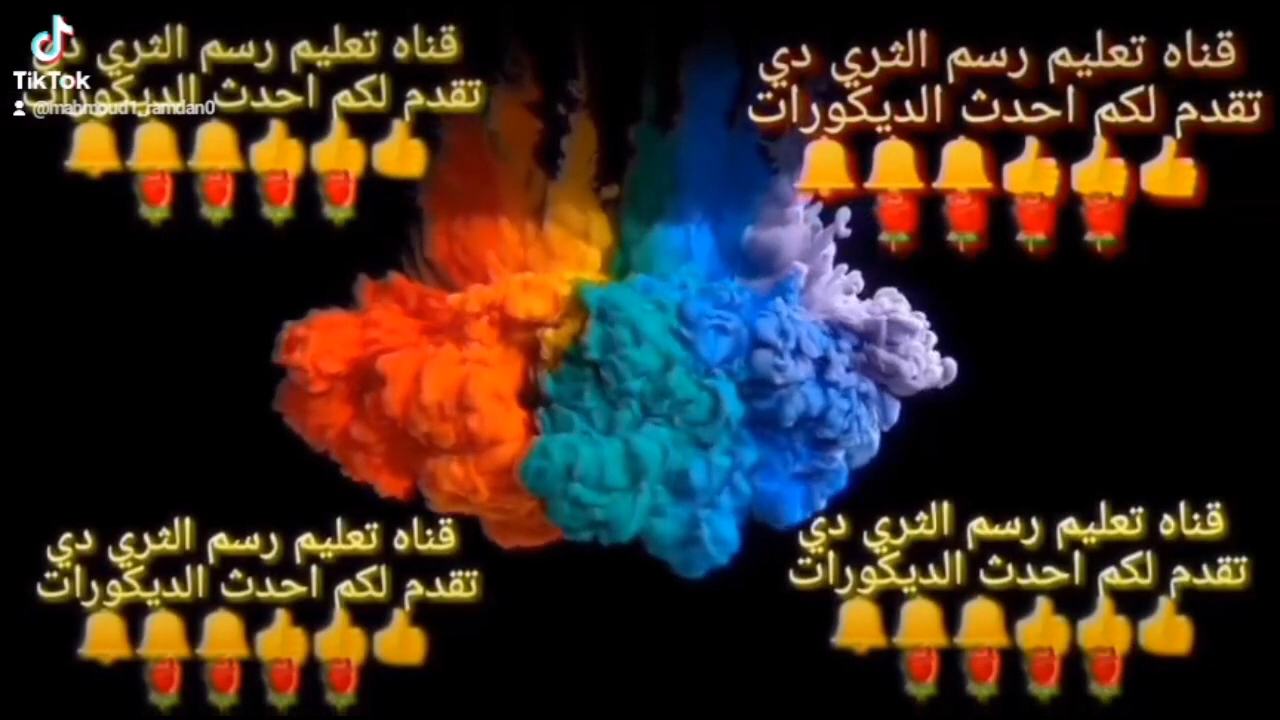 TikTok
@mahmoud1_ramdan0
قناه تعليم رسم الثري دي
تقدم لكم احدث الديكورات
قناه تعليم رسم الثري دي
تقدم لكم احدث الديكورات
قناه تعليم رسم الثري دي
تقدم لكم احدث الديكورات
قناه تعليم رسم الثري دي
تقدم لكم احدث الديكورات